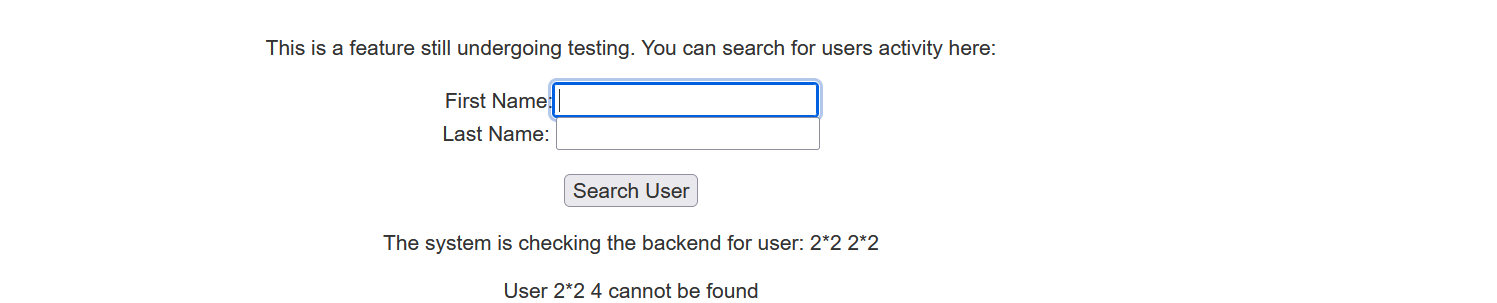 This is a feature still undergoing testing. You can search for users activity here:
First Name:
Last Name:
Search User
The system is checking the backend for user: 2*2 2*2
User 2*2 4 cannot be found